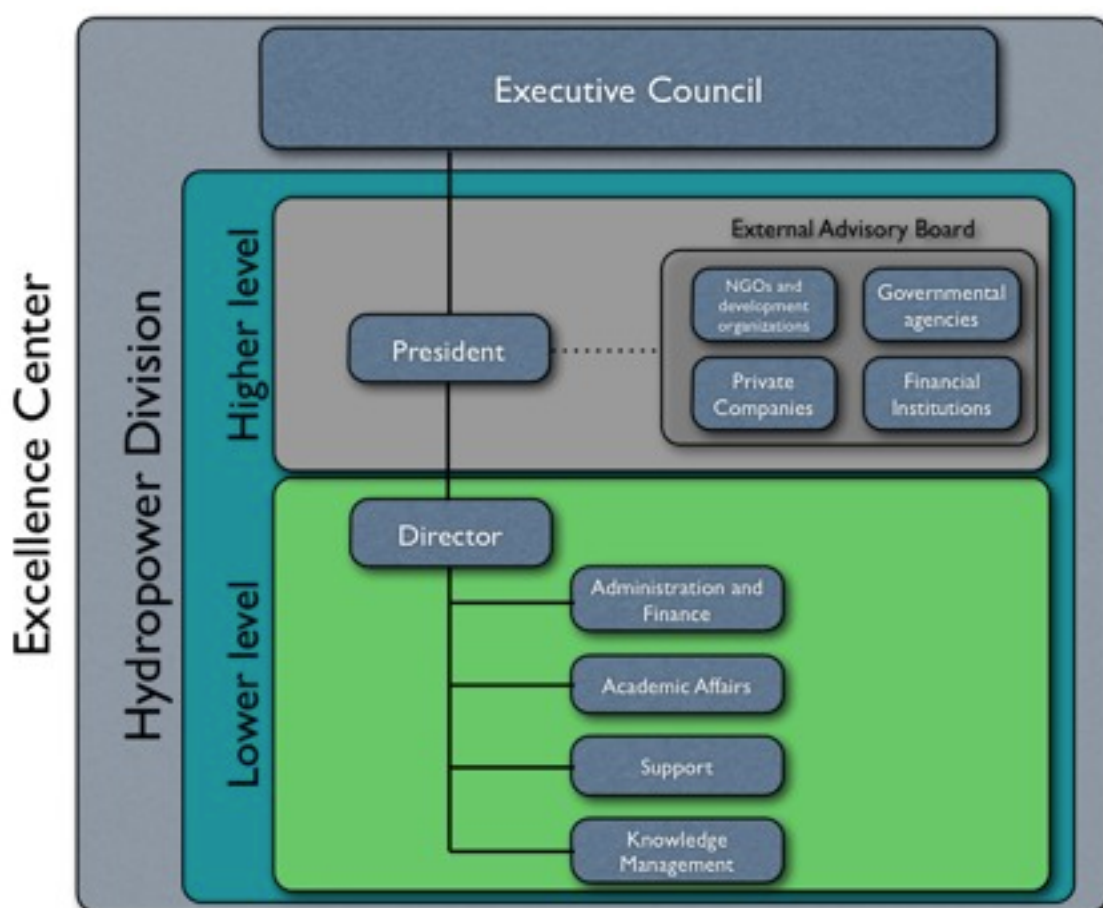 Executive Council
External Advisory Board
NGOs and
development
organizations
Governmental
agencies
President
Private
Companies
Financial
Institutions
Director
Administration and
Finance
Academic Affairs
Support
Knowledge
Management
Excellence Center
Hydropower Division
Higher level
Lower level